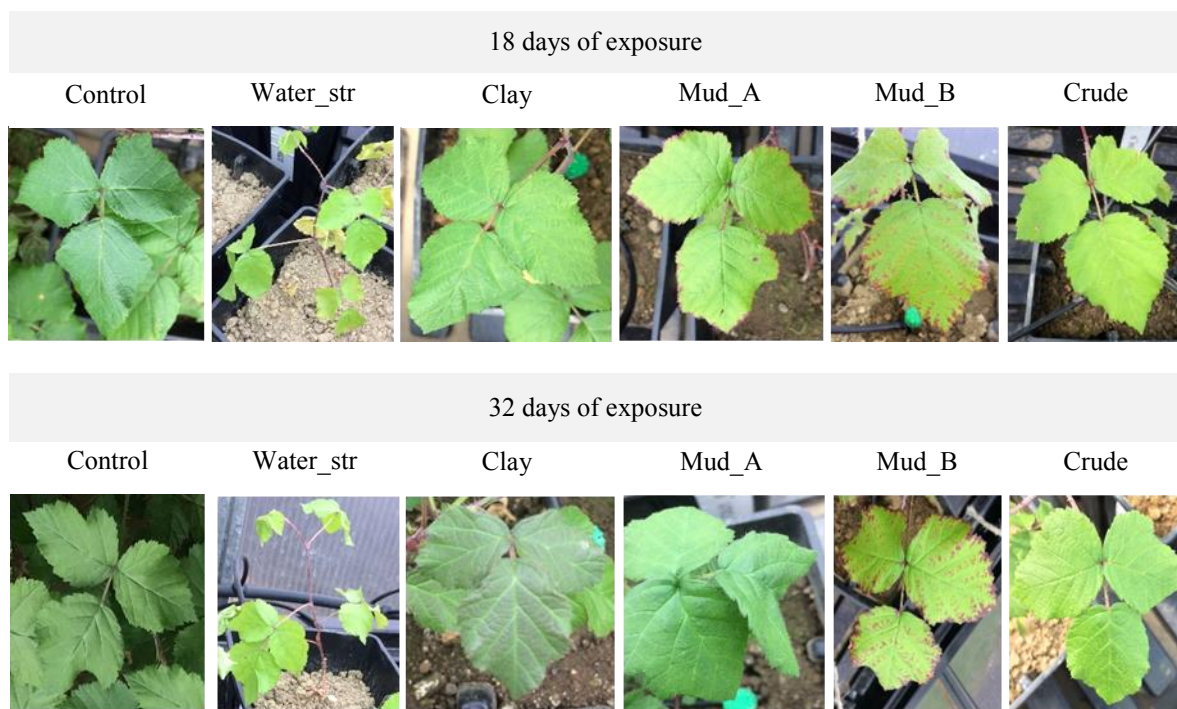 18 days of exposure
Control Water_str Clay Mud_A Mud_B Crude
32 days of exposure
Control Water_str Clay Mud_A Mud_B Crude